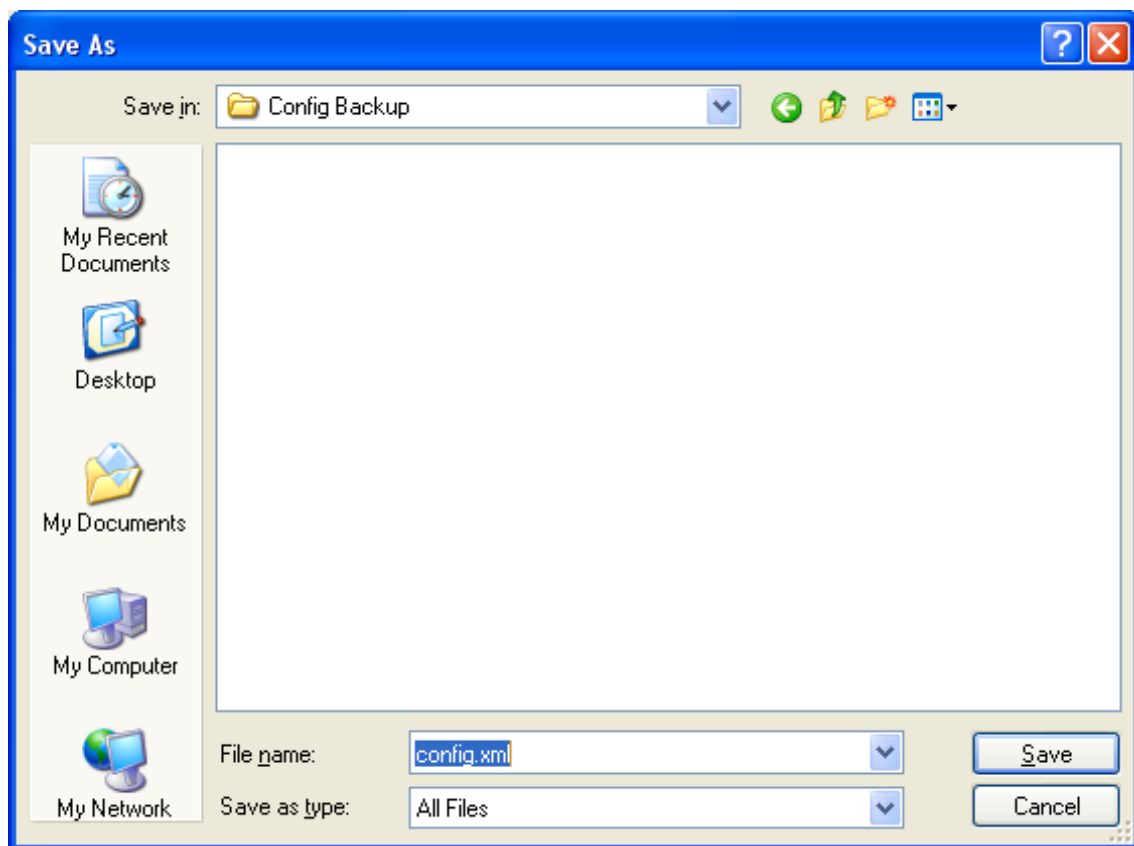 Save As
Save in: Config Backup
My Recent
Documents
Desktop
My Documents
My Computer
My Network
File name: config.xml Save
Save as type: All Files Cancel